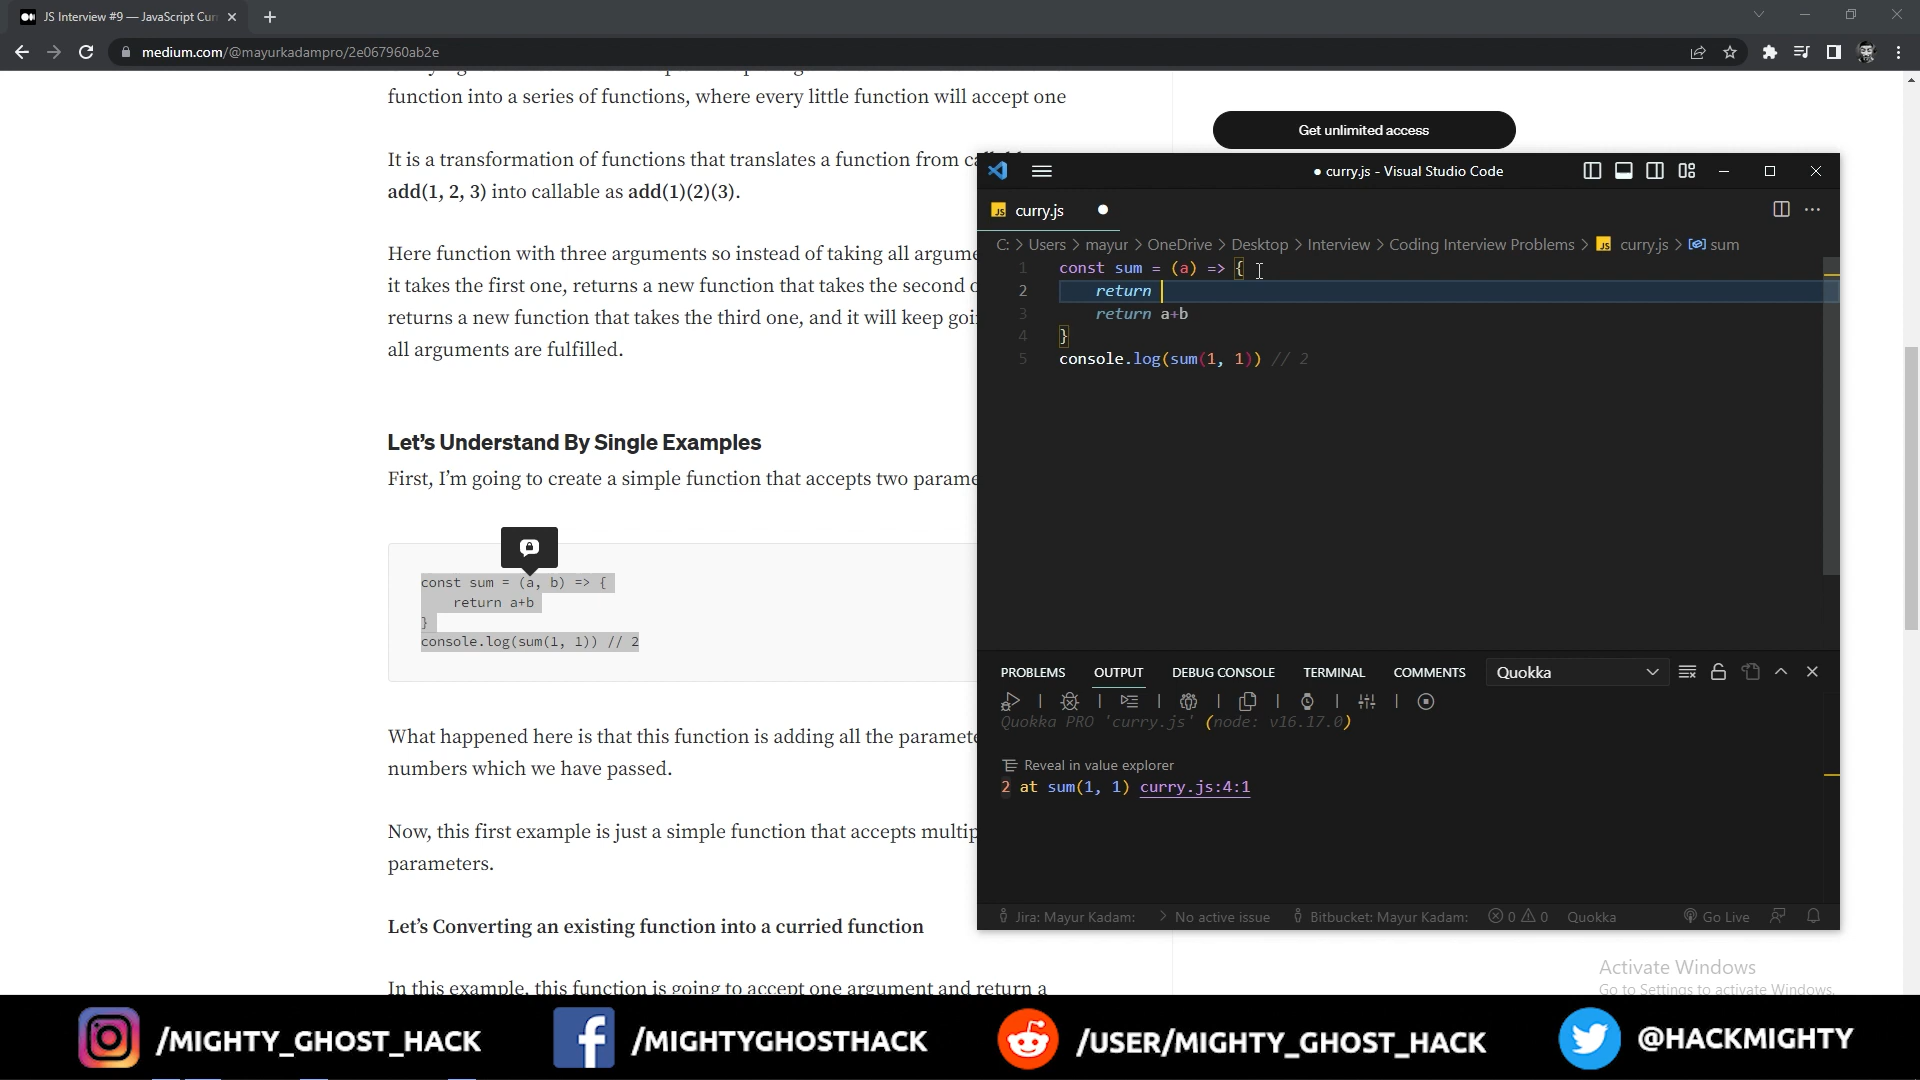 JS Interview #9 — JavaScript Cur
medium.com/@mayurkadampro/2e067960ab2e
function into a series of functions, where every little function will accept one
It is a transformation of functions that translates a function from
add(1, 2, 3) into callable as add(1)(2)(3).
Here function with three arguments so instead of taking all argume
it takes the first one, returns a new function that takes the second
returns a new function that takes the third one, and it will keep goi
all arguments are fulfilled.
Let's Understand By Single Examples
First, I'm going to create a simple function that accepts two parame
const sum = (a, b) => {
return a+b
}
console.log(sum(1, 1)) // 2
What happened here is that this function is adding all the paramete
numbers which we have passed.
Now, this first example is just a simple function that accepts multip
parameters.
Let's Converting an existing function into a curried function
In this example, this function is going to accept one argument and return a
Get unlimited access
● curry.js - Visual Studio Code
JS curry.js ●
C: > Users > mayur > OneDrive > Desktop > Interview > Coding Interview Problems > JS curry.js > sum
1 const sum = (a) => {
2 return
3 return a+b
4 }
5 console.log(sum(1, 1)) // 2
PROBLEMS OUTPUT DEBUG CONSOLE TERMINAL COMMENTS Quokka
Quokka PRO 'curry.js' (node: v16.17.0)
Reveal in value explorer
2 at sum(1, 1) curry.js:4:1
Jira: Mayur Kadam: > No active issue Bitbucket: Mayur Kadam: 0 0 Quokka Go Live
Activate Windows
Go to Settings to activate Windows.
/MIGHTY_GHOST_HACK /MIGHTYGHOSTHACK /USER/MIGHTY_GHOST_HACK @HACKMIGHTY